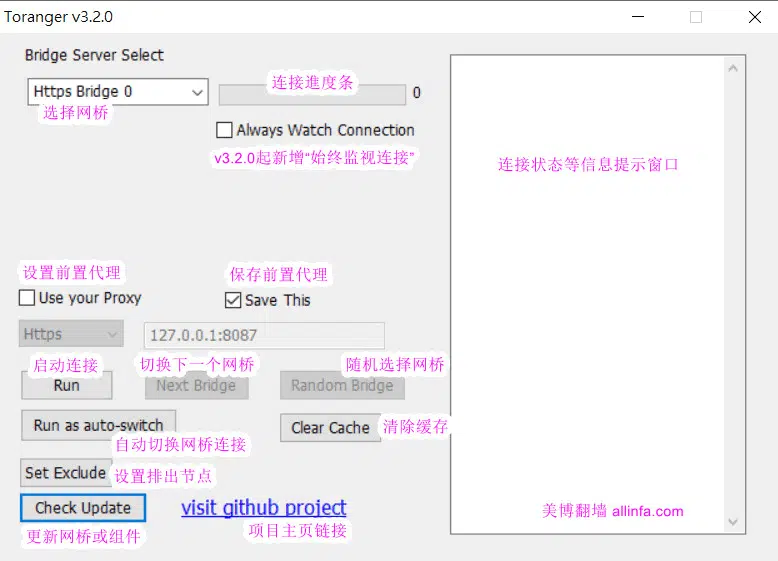 Toranger v3.2.0
Bridge Server Select
Https Bridge 0
连接進度条
0
选择网桥
Always Watch Connection
v3.2.0起新增“始终监视连接”
连接状态等信息提示窗口
设置前置代理
保存前置代理
Use your Proxy
Save This
Https
127.0.0.1:8087
启动连接
切换下一个网桥
随机选择网桥
Run
Next Bridge
Random Bridge
Run as auto-switch
Clear Cache
清除缓存
自动切换网桥连接
Set Exclude
设置排出节点
Check Update
visit github project
美博翻墙 allinfa.com
更新网桥或组件
项目主页链接